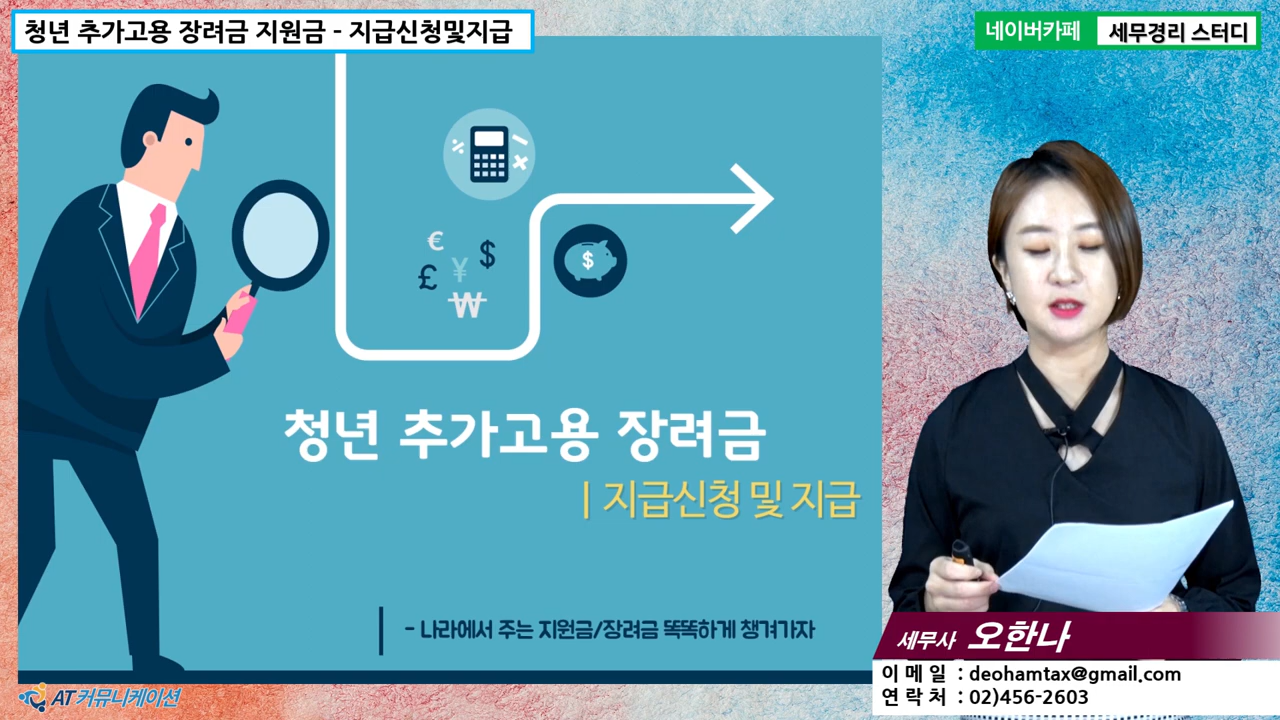 청년 추가고용 장려금 지원금 - 지급신청및지급
네이버카페 세무경리 스터디
청년 추가고용 장려금
| 지급신청 및 지급
- 나라에서 주는 지원금/장려금 똑똑하게 챙겨가자
세무사 오한나
이 메 일 : deohamtax@gmail.com
연 락 처 : 02)456-2603
AT커뮤니케이션